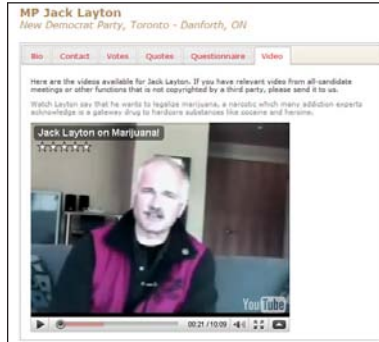 MP Jack Layton
New Democrat Party, Toronto - Danforth, ON
Bio Contact Votes Quotes Questionnaire Video
Here are the videos available for Jack Layton. If you have relevant video from all-candidate
meetings or other functions that is not copyrighted by a third party, please send it to us.
Watch Layton say that he wants to legalize marijuana, a narcotic which many addiction experts
acknowledge is a gateway drug to hardcore substances like cocaine and heroine.
Jack Layton on Marijuana!
YouTube
00:21 / 10:09